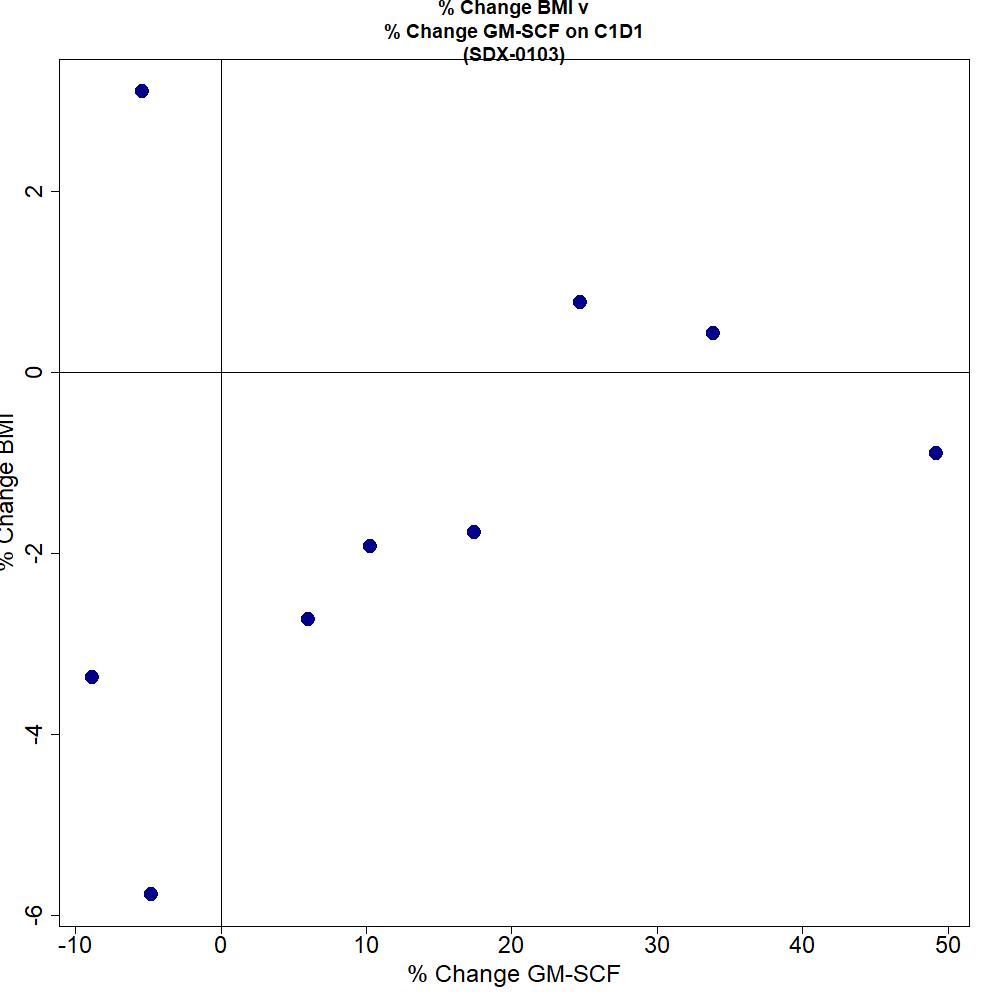 % Change BMI v
% Change GM-SCF on C1D1
(SDX-0103)
2
0
-2
-4
-6
% Change BMI
-10 0 10 20 30 40 50
% Change GM-SCF